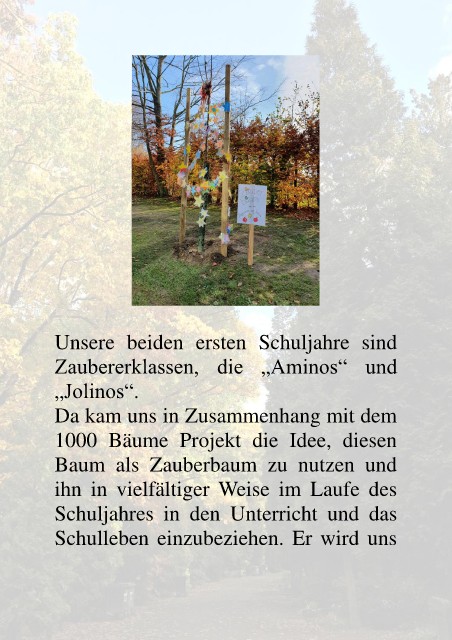 Unsere beiden ersten Schuljahre sind
Zaubererklassen, die „Aminos“ und
„Jolinos“.
Da kam uns in Zusammenhang mit dem
1000 Bäume Projekt die Idee, diesen
Baum als Zauberbaum zu nutzen und
ihn in vielfältiger Weise im Laufe des
Schuljahres in den Unterricht und das
Schulleben einzubeziehen. Er wird uns